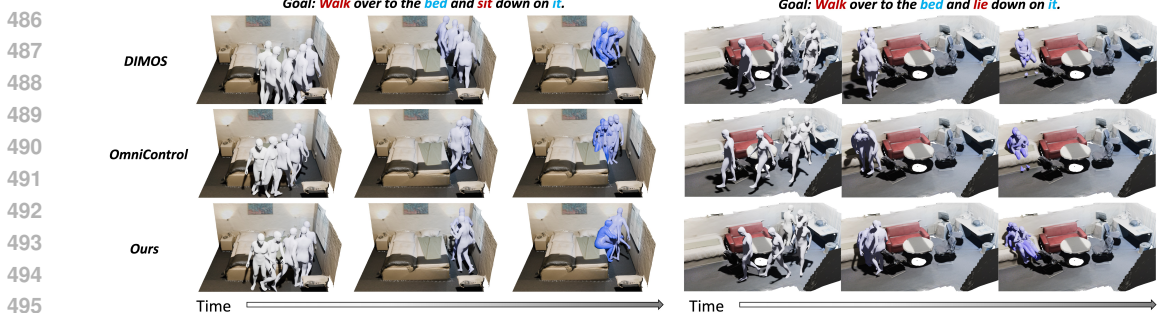 Goal: Walk over to the bed and sit down on it.
Goal: Walk over to the bed and lie down on it.
486
487
488
489
490
491
492
493
494
495
DIMOS
OmniControl
Ours
Time
Time